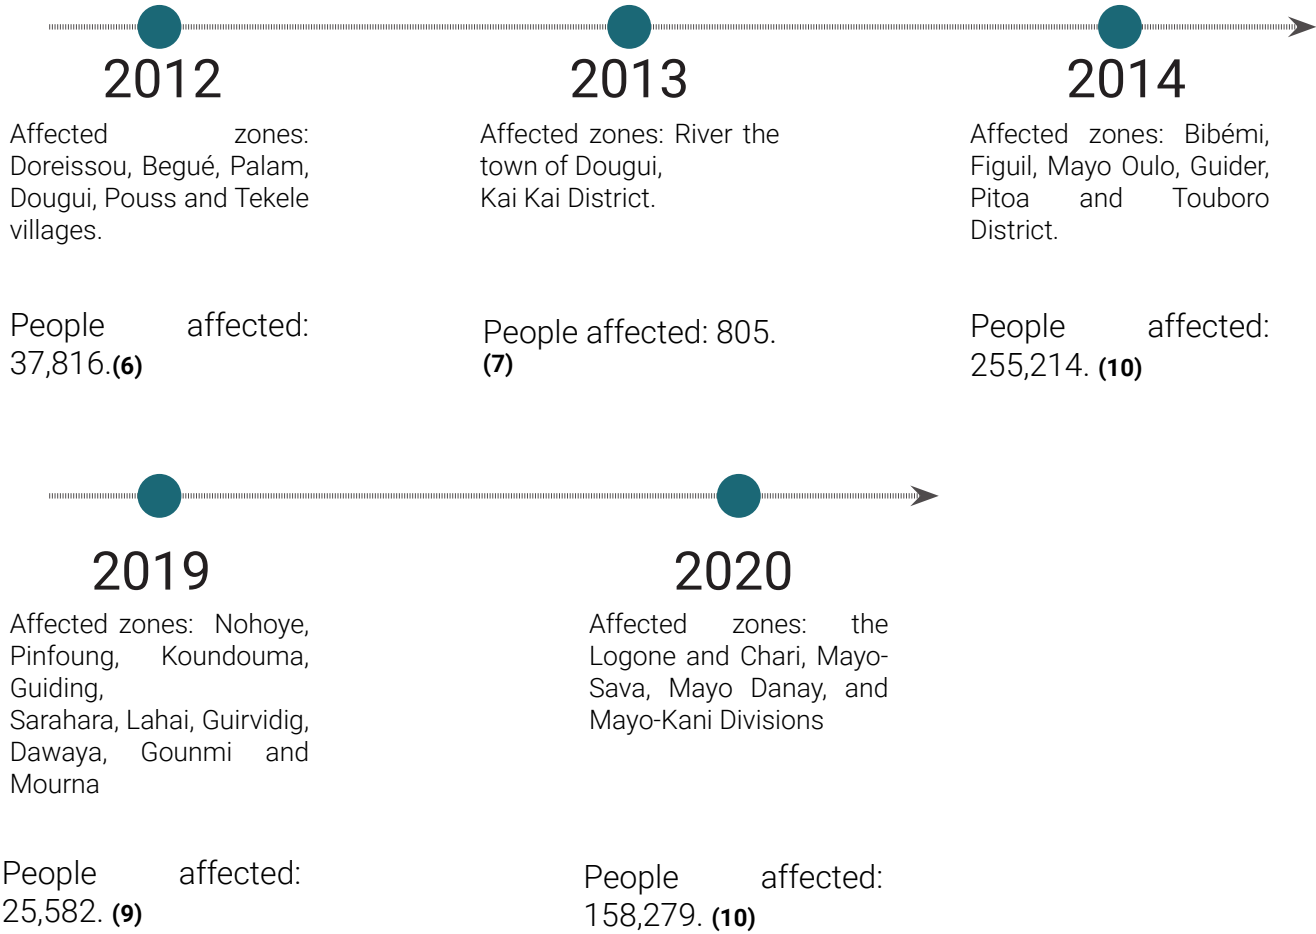 2012
Affected zones:
Doreissou, Begué, Palam,
Dougui, Pouss and Tekele
villages.
People affected:
37,816.(6)
2013
Affected zones: River the
town of Dougui,
Kai Kai District.
People affected: 805.
(7)
2014
Affected zones: Bibémi,
Figuil, Mayo Oulo, Guider,
Pitoa and Touboro
District.
People affected:
255,214. (10)
2019
Affected zones: Nohoye,
Pinfoung, Koundouma,
Guiding,
Sarahara, Lahai, Guirvidig,
Dawaya, Gounmi and
Mourna
People affected:
25,582. (9)
2020
Affected zones: the
Logone and Chari, Mayo-
Sava, Mayo Danay, and
Mayo-Kani Divisions
People affected:
158,279. (10)